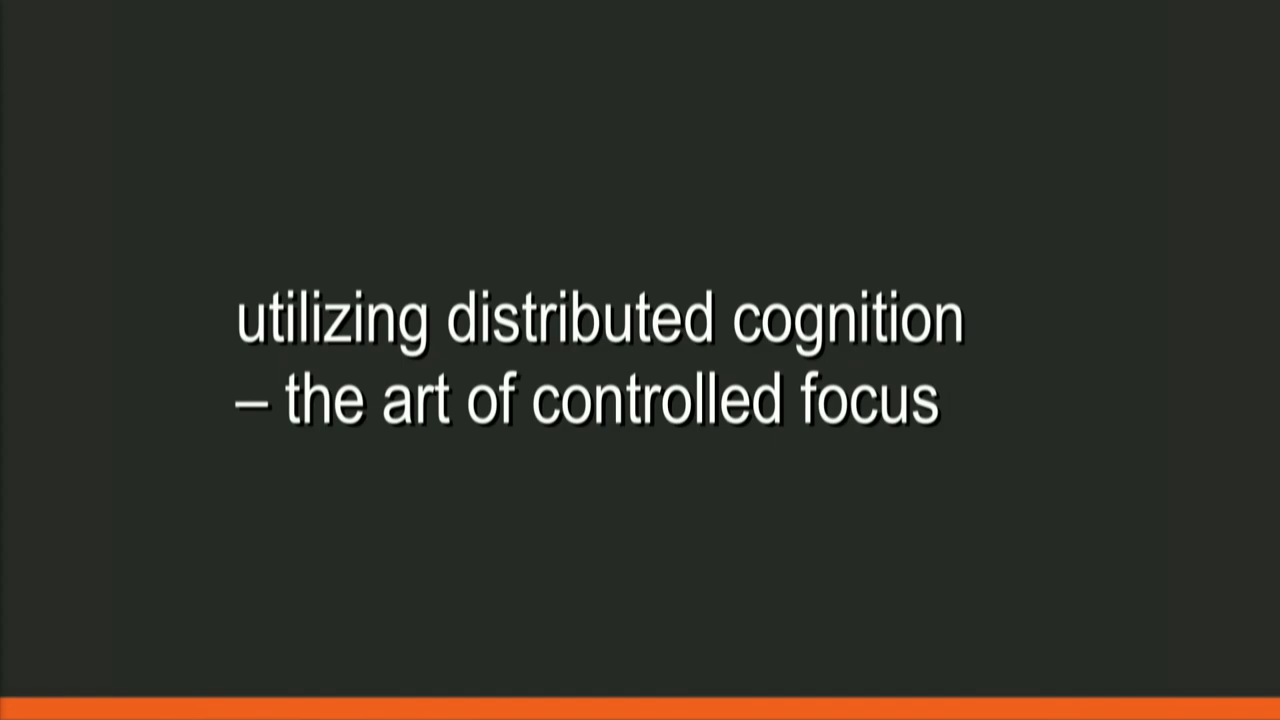 utilizing distributed cognition
– the art of controlled focus